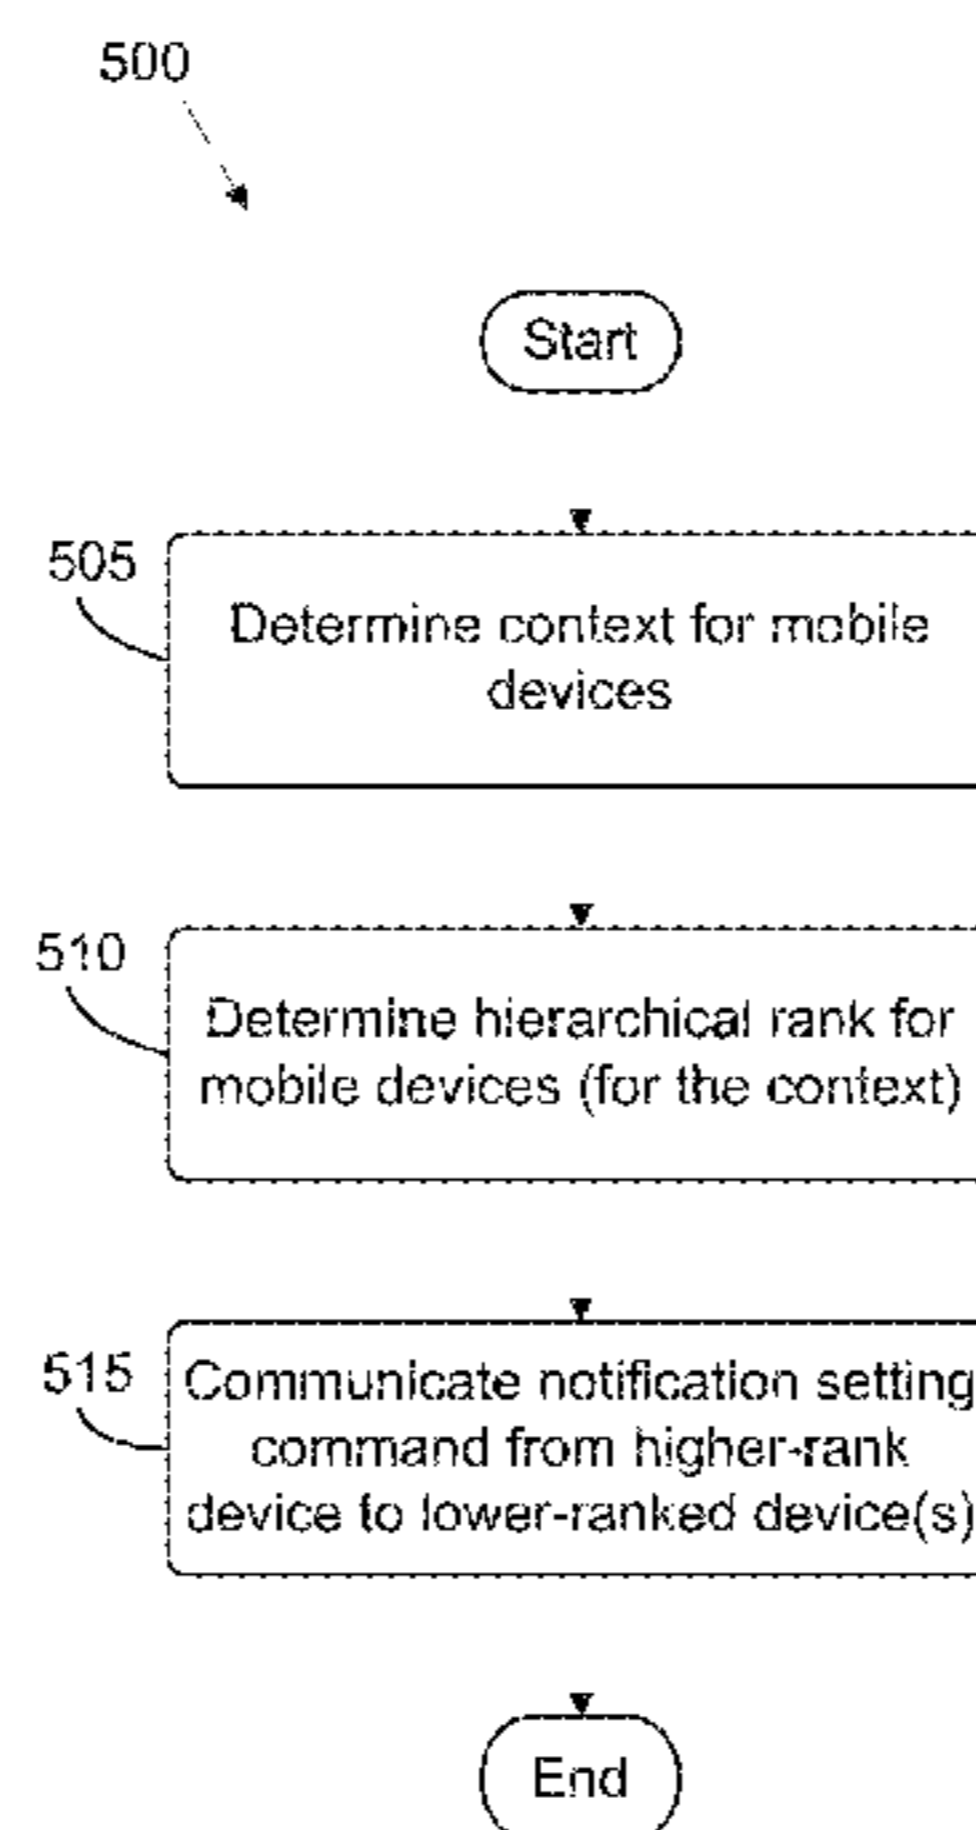 500
Start
505
Determine context for mobile
devices
510
Determine hierarchical rank for
mobile devices (for the context)
515
Communicate notification setting
command from higher-rank
device to lower-ranked device(s)
End